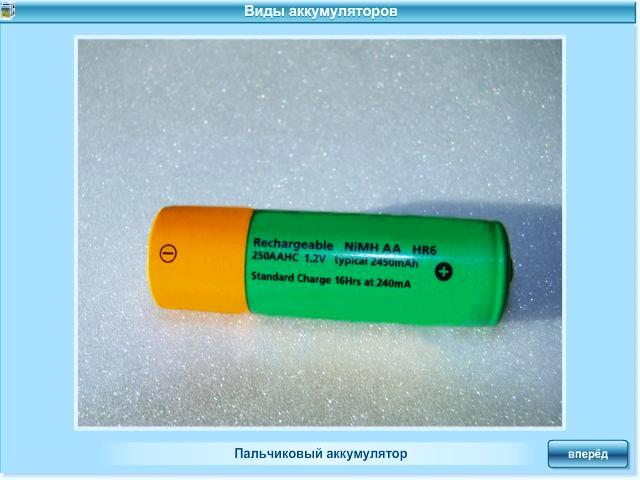 Виды аккумуляторов
Rechargeable NiMH AA HR6
250AAHC 1.2V typical 2450mAh
Standard Charge 16Hrs at 240mA
Пальчиковый аккумулятор
вперёд